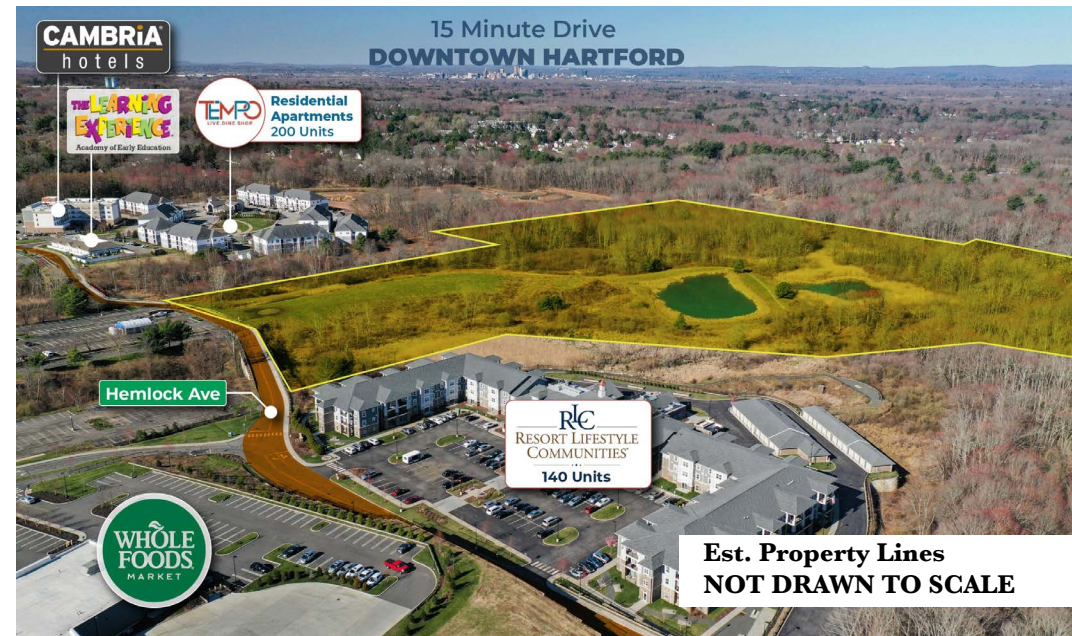 CAMBRiA
hotels
15 Minute Drive
DOWNTOWN HARTFORD
THE LEARNING
EXPERIENCE
Academy of Early Education
TEMPO
LIVE. DINE. SHOP.
Residential
Apartments
200 Units
Hemlock Ave
RLC
RESORT LIFESTYLE
COMMUNITIES
140 Units
WHOLE
FOODS
MARKET
Est. Property Lines
NOT DRAWN TO SCALE